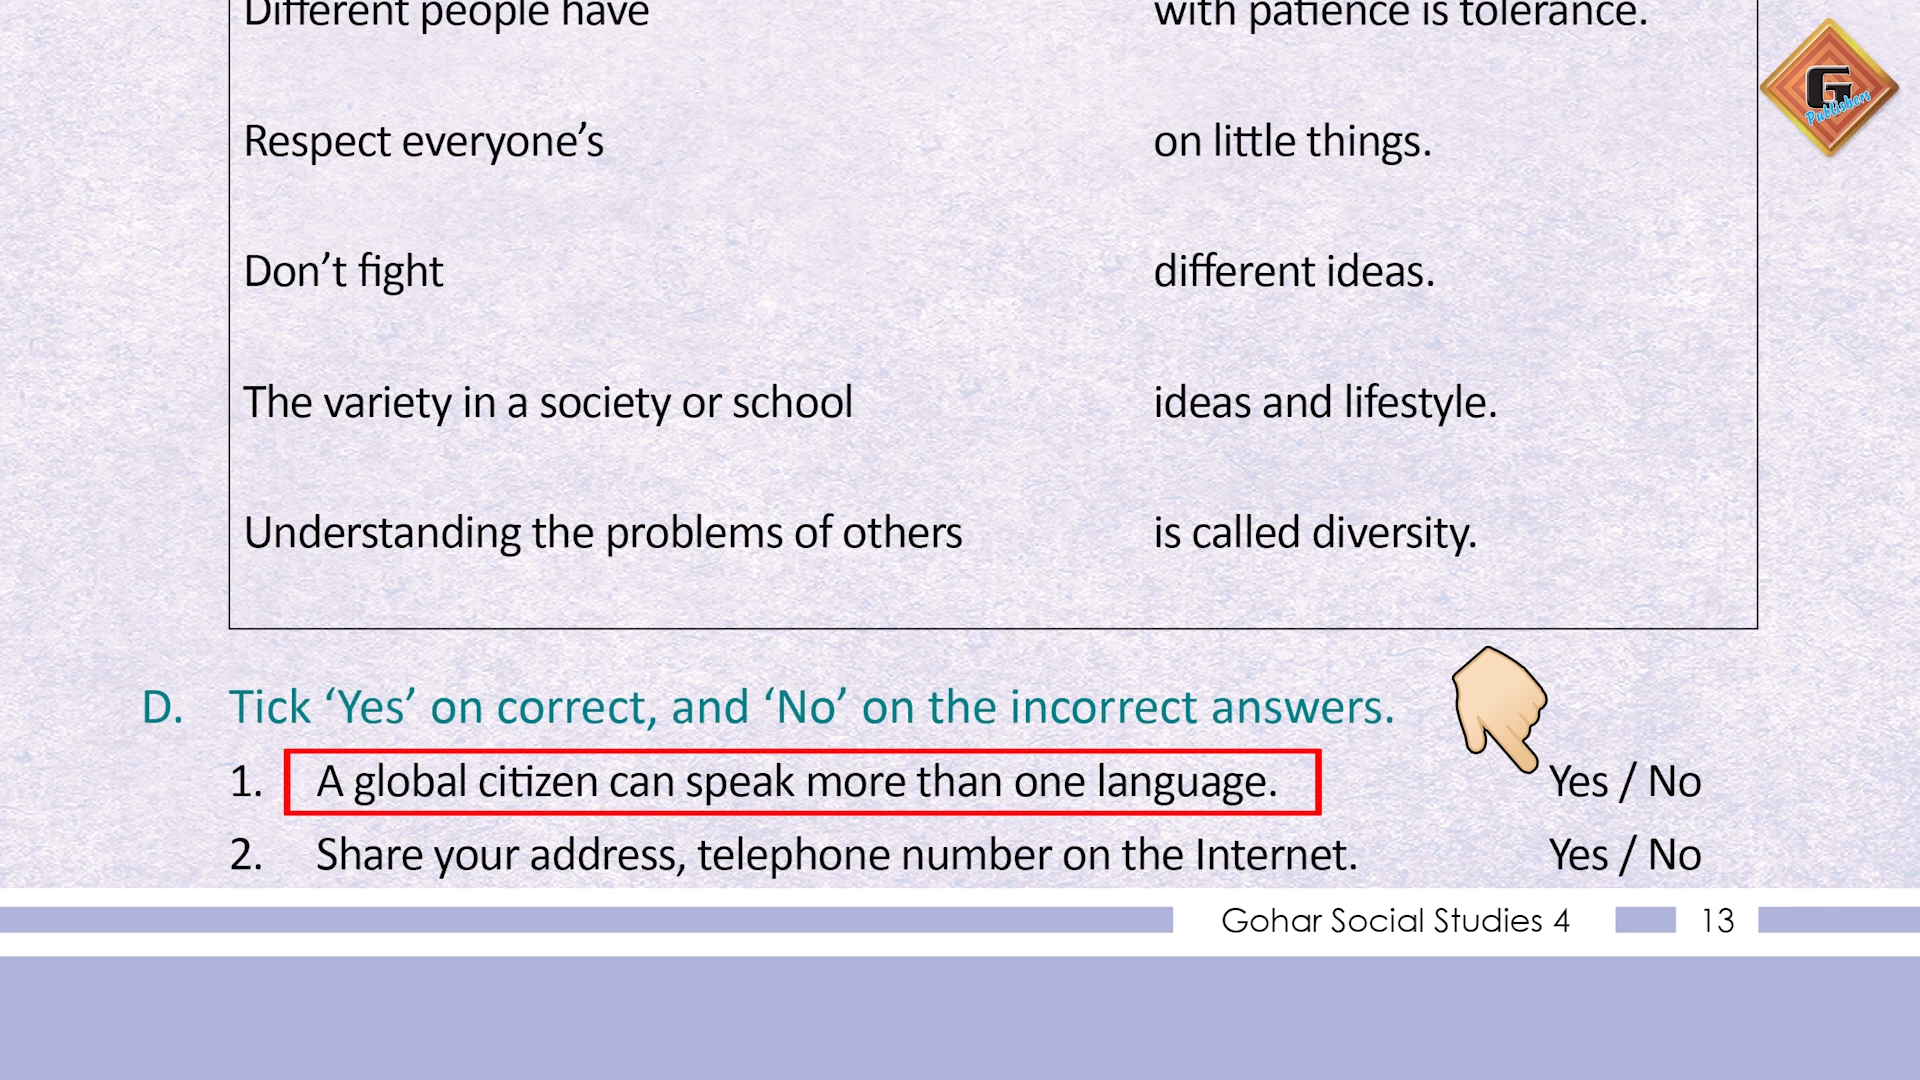 Different people have with patience is tolerance.
Respect everyone’s on little things.
Don’t fight different ideas.
The variety in a society or school ideas and lifestyle.
Understanding the problems of others is called diversity.
D. Tick ‘Yes’ on correct, and ‘No’ on the incorrect answers.
1. A global citizen can speak more than one language. Yes / No
2. Share your address, telephone number on the Internet. Yes / No
Gohar Social Studies 4 13
G
Publishers